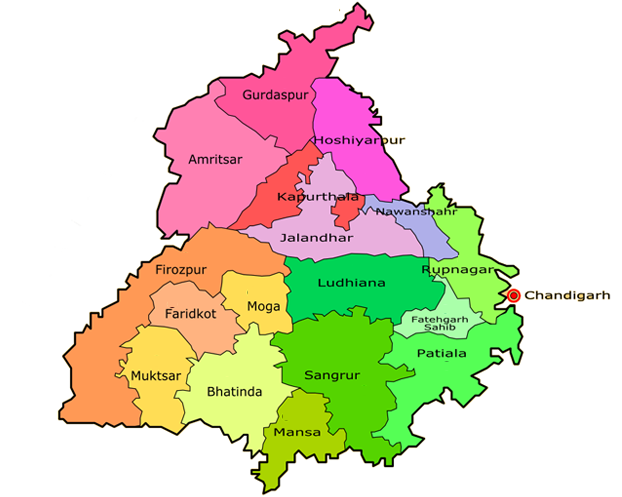 Gurdaspur
Hoshiyarpur
Amritsar
Kapurthala
Nawanshahr
Jalandhar
Firozpur
Rupnagar
Ludhiana
Chandigarh
Moga
Faridkot
Fatehgarh
Sahib
Patiala
Muktsar
Sangrur
Bhatinda
Mansa